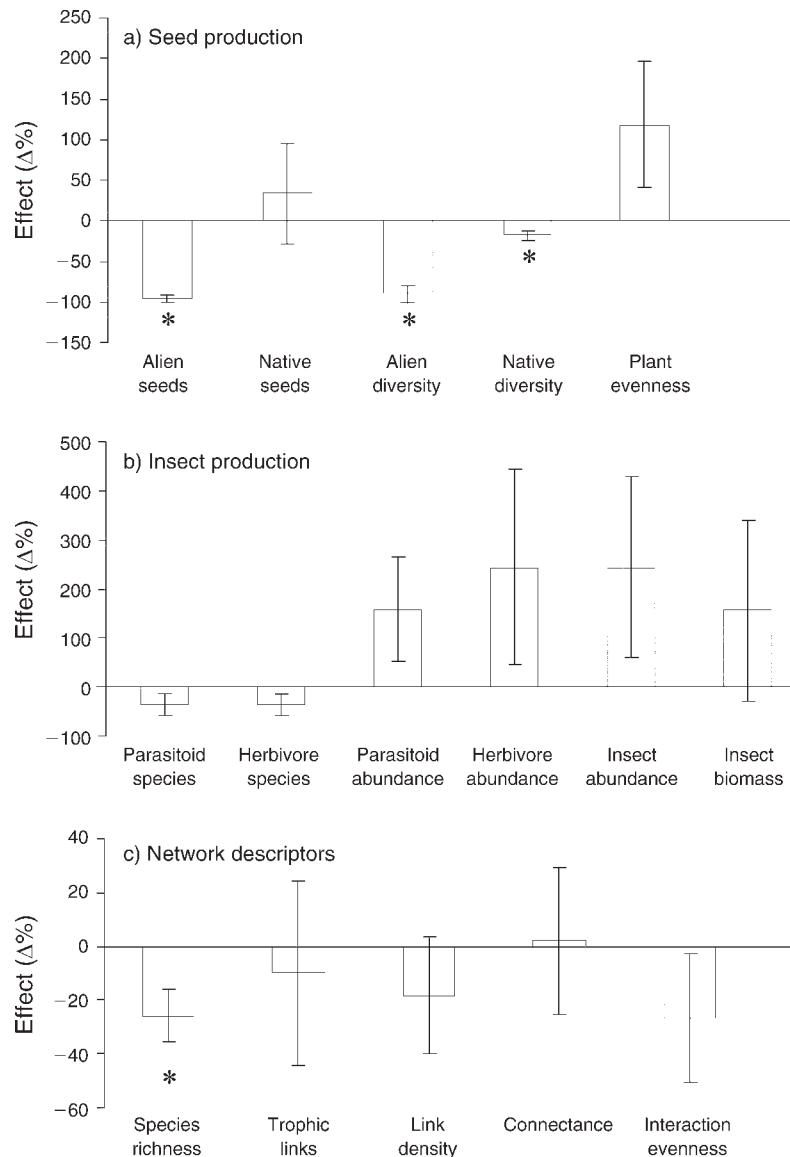 a) Seed production
Effect (Δ%)
250
200
150
100
50
0
−50
−100
−150
*
*
*
Alien seeds
Native seeds
Alien diversity
Native diversity
Plant evenness
b) Insect production
Effect (Δ%)
500
400
300
200
100
0
−100
Parasitoid species
Herbivore species
Parasitoid abundance
Herbivore abundance
Insect abundance
Insect biomass
c) Network descriptors
Effect (Δ%)
40
20
0
−20
−40
−60
*
Species richness
Trophic links
Link density
Connectance
Interaction evenness